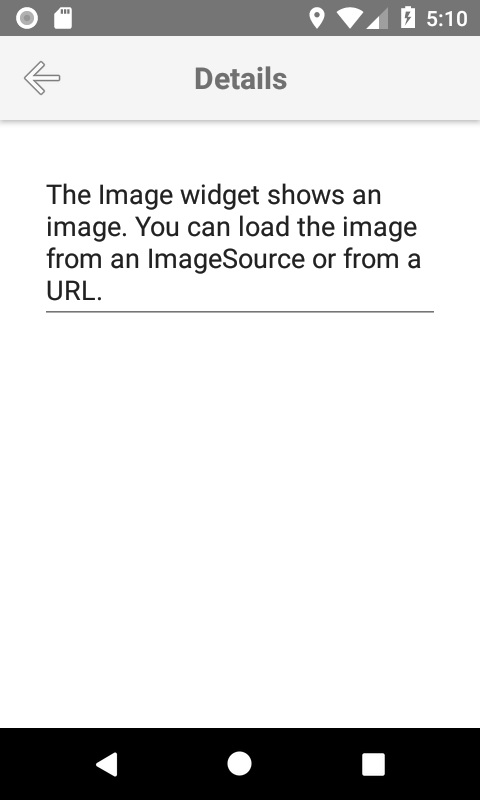 5:10
Details
The Image widget shows an
image. You can load the image
from an ImageSource or from a
URL.